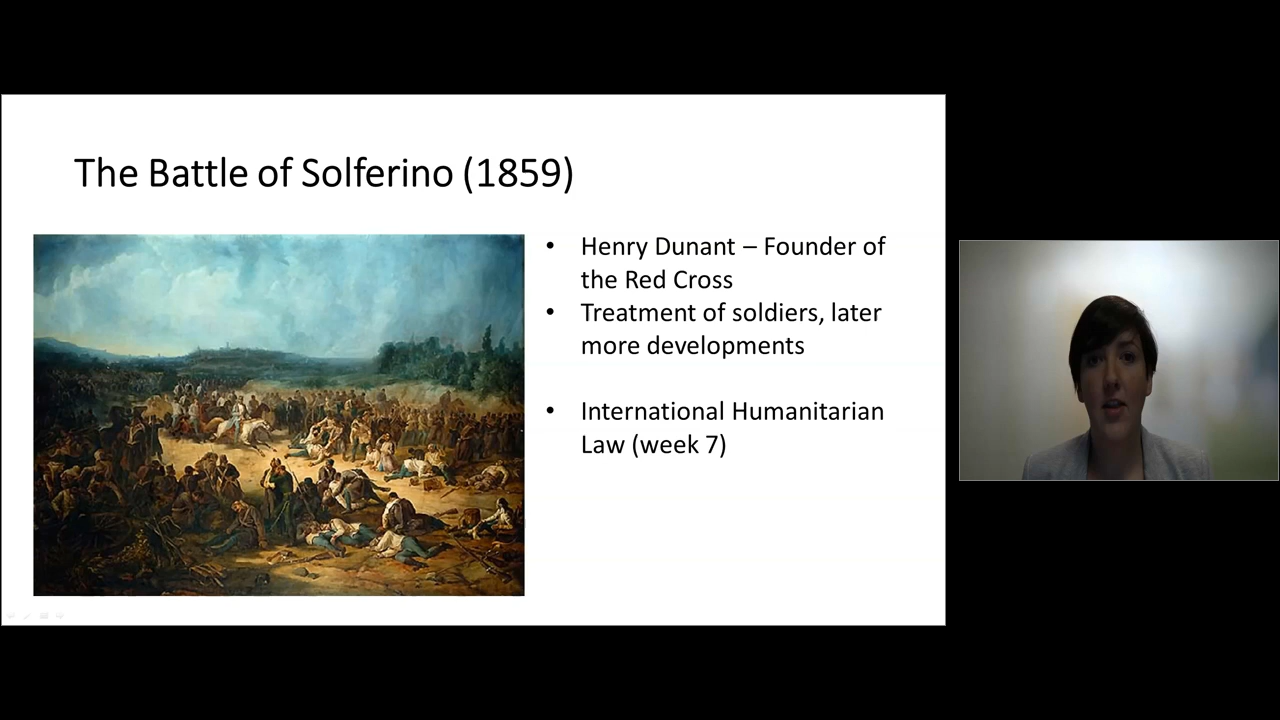 The Battle of Solferino (1859)
• Henry Dunant – Founder of
the Red Cross
• Treatment of soldiers, later
more developments
• International Humanitarian
Law (week 7)